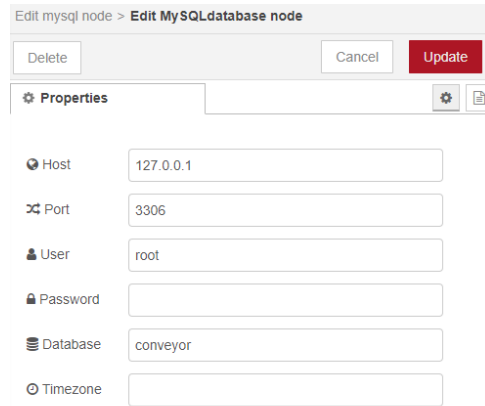 Edit mysql node > Edit MySQLdatabase node
Delete Cancel Update
Properties
Host 127.0.0.1
Port 3306
User root
Password
Database conveyor
Timezone